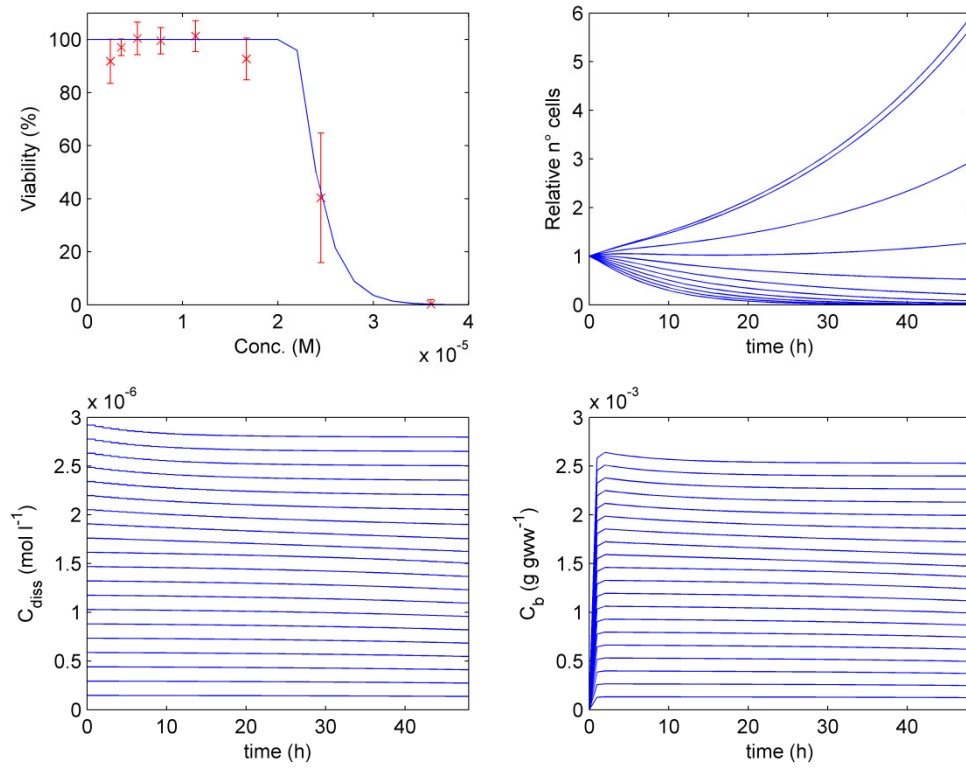 100
80
60
40
20
0
Viability (%)
0 1 2 3 4
Conc. (M)
x 10⁻⁵
6
5
4
3
2
1
0
Relative n° cells
0 10 20 30 40
time (h)
x 10⁻⁶
3
2.5
2
1.5
1
0.5
0
C_diss (mol l⁻¹)
0 10 20 30 40
time (h)
x 10⁻³
3
2.5
2
1.5
1
0.5
0
C_b (g gww⁻¹)
0 10 20 30 40
time (h)